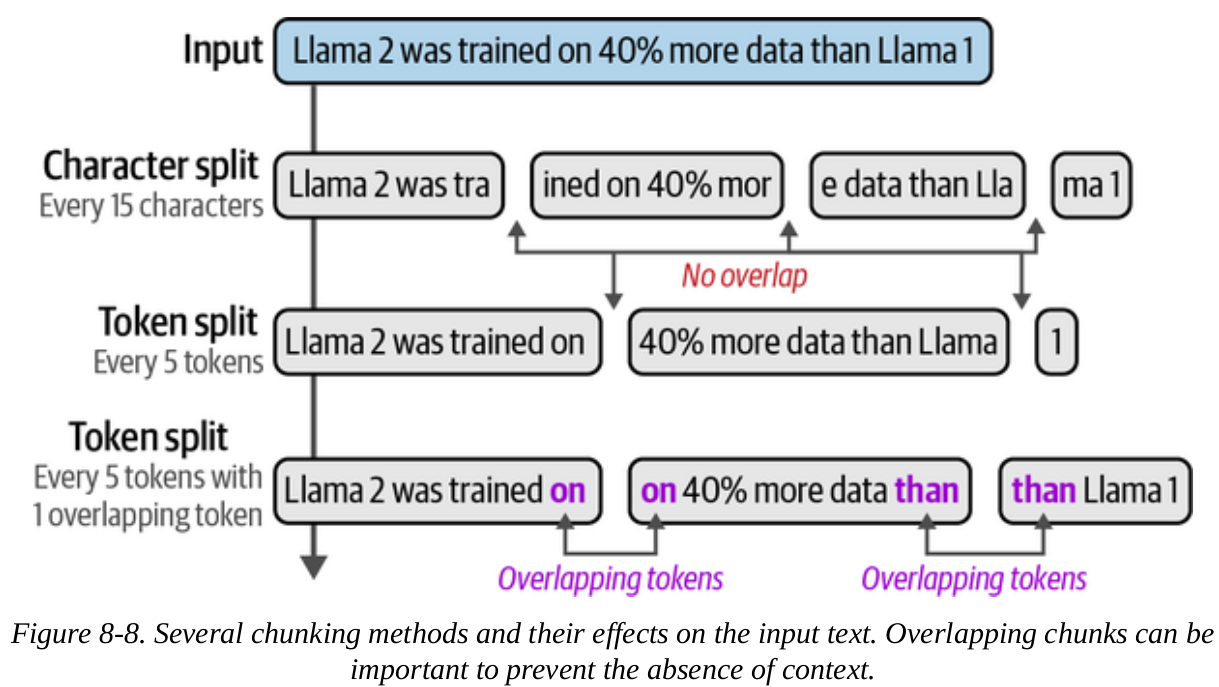 Input
Llama 2 was trained on 40% more data than Llama 1
Character split
Every 15 characters
Llama 2 was tra
ined on 40% mor
e data than Lla
ma 1
No overlap
Token split
Every 5 tokens
Llama 2 was trained on
40% more data than Llama
1
Token split
Every 5 tokens with
1 overlapping token
Llama 2 was trained on
on 40% more data than
than Llama 1
Overlapping tokens
Overlapping tokens
Figure 8-8. Several chunking methods and their effects on the input text. Overlapping chunks can be
important to prevent the absence of context.